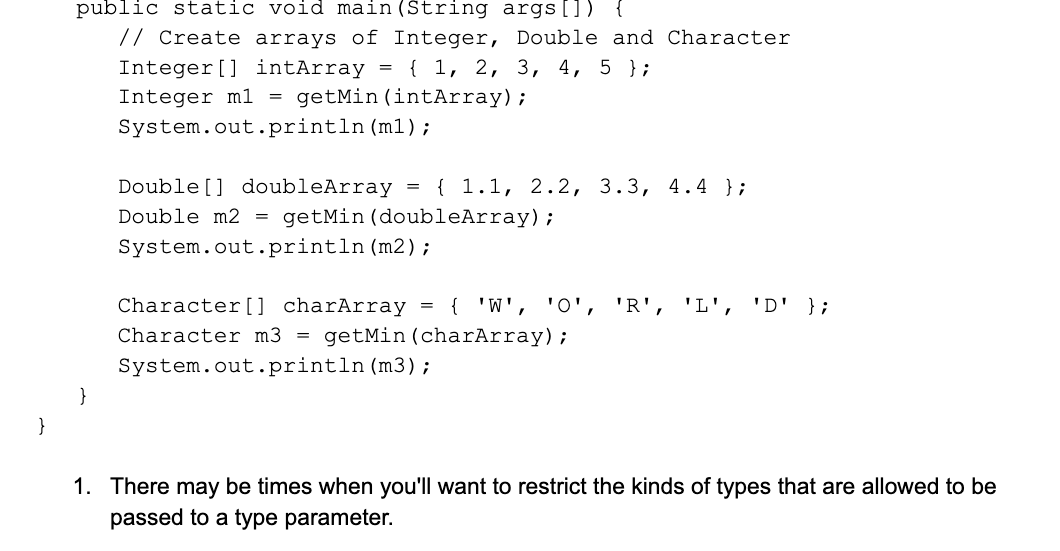 public static void main(String args[]) {
// Create arrays of Integer, Double and Character
Integer[] intArray = { 1, 2, 3, 4, 5 };
Integer m1 = getMin(intArray);
System.out.println(m1);
Double[] doubleArray = { 1.1, 2.2, 3.3, 4.4 };
Double m2 = getMin(doubleArray);
System.out.println(m2);
Character[] charArray = { 'W', 'O', 'R', 'L', 'D' };
Character m3 = getMin(charArray);
System.out.println(m3);
}
}
1. There may be times when you'll want to restrict the kinds of types that are allowed to be
passed to a type parameter.